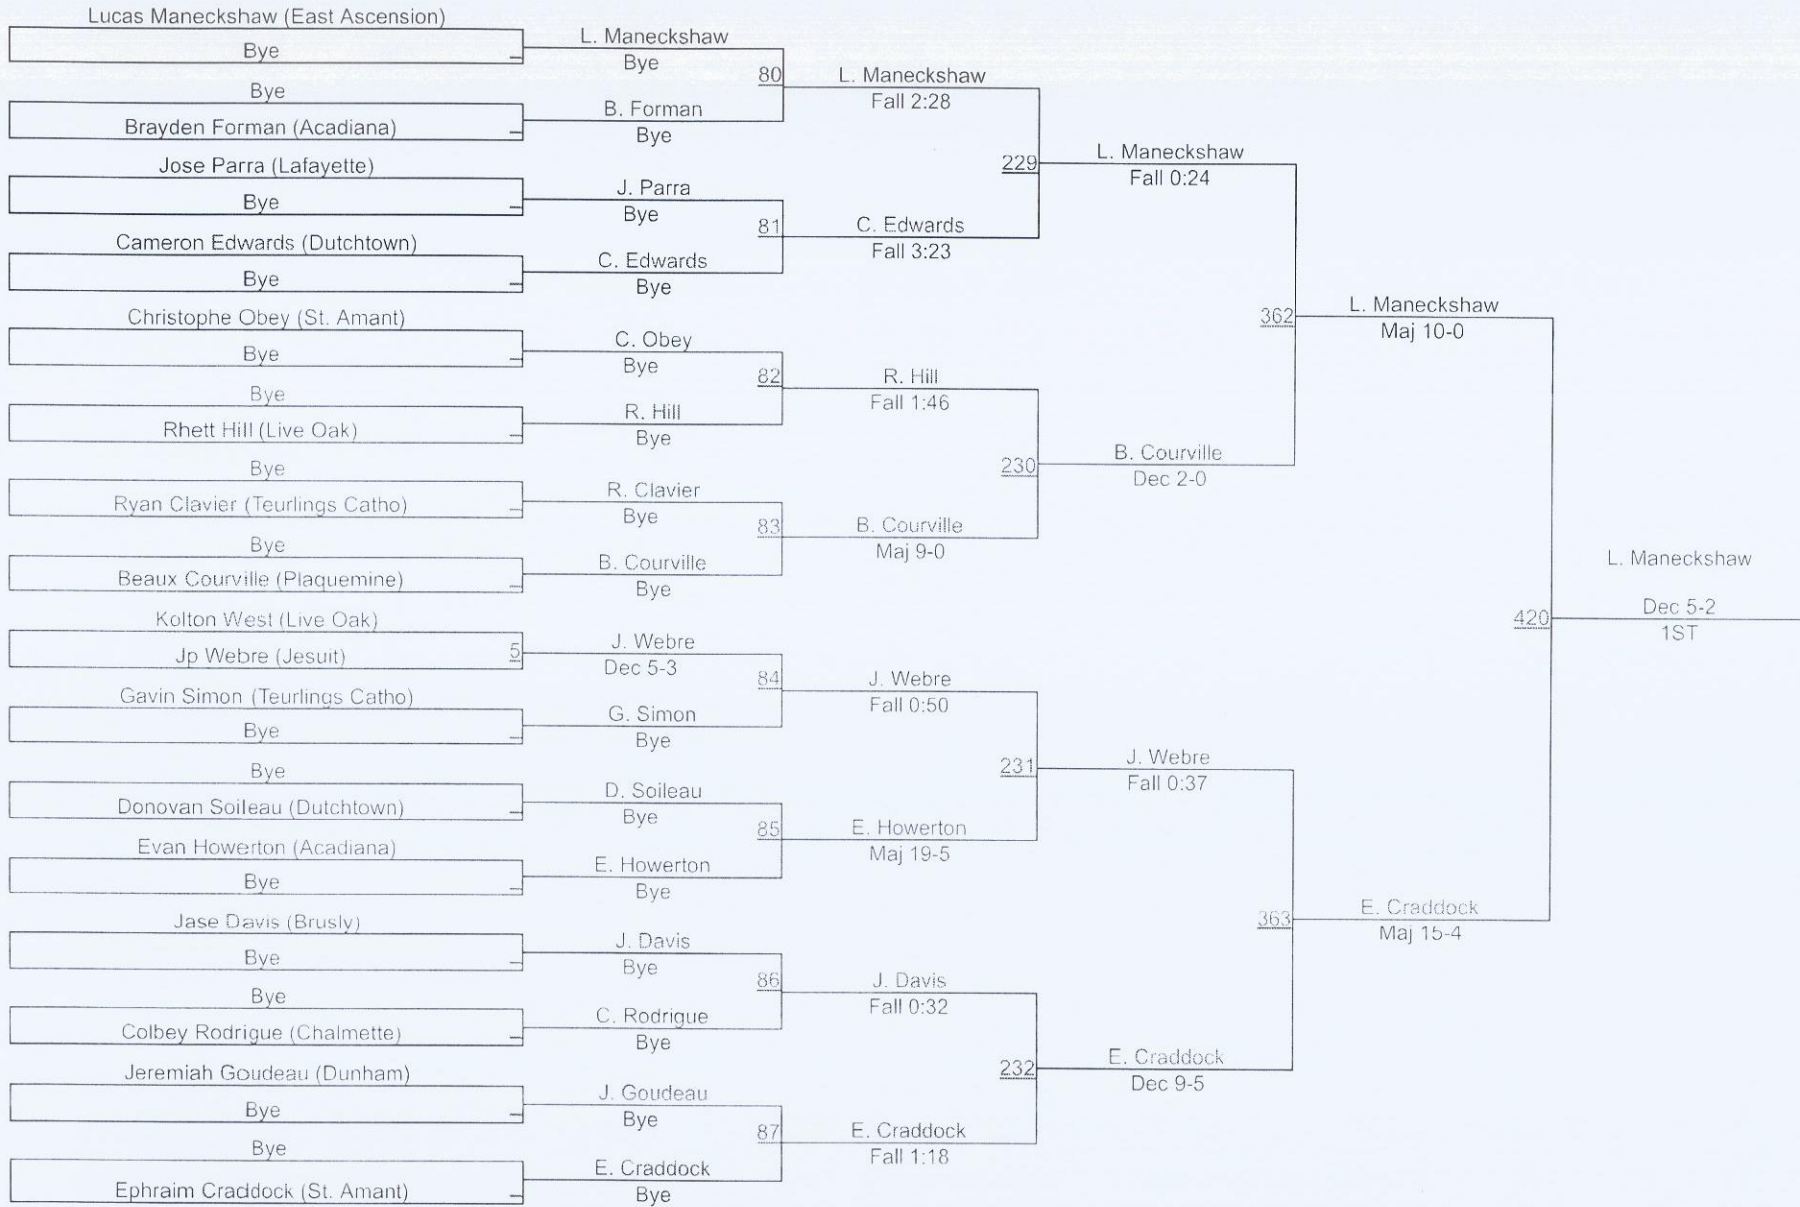 Lucas Maneckshaw (East Ascension)
Bye
Bye
Brayden Forman (Acadiana)
Jose Parra (Lafayette)
Bye
Cameron Edwards (Dutchtown)
Bye
Christophe Obey (St. Amant)
Bye
Bye
Rhett Hill (Live Oak)
Bye
Ryan Clavier (Teurlings Catho)
Bye
Beaux Courville (Plaquemine)
Kolton West (Live Oak)
Jp Webre (Jesuit)
5
Gavin Simon (Teurlings Catho)
Bye
Bye
Donovan Soileau (Dutchtown)
Evan Howerton (Acadiana)
Bye
Jase Davis (Brusly)
Bye
Bye
Colbey Rodrigue (Chalmette)
Jeremiah Goudeau (Dunham)
Bye
Bye
Ephraim Craddock (St. Amant)
L. Maneckshaw
Bye
80
B. Forman
Bye
J. Parra
Bye
81
C. Edwards
Bye
C. Obey
Bye
82
R. Hill
Bye
R. Clavier
Bye
83
B. Courville
Bye
J. Webre
Dec 5-3
84
G. Simon
Bye
D. Soileau
Bye
85
E. Howerton
Bye
J. Davis
Bye
86
C. Rodrigue
Bye
J. Goudeau
Bye
87
E. Craddock
Bye
L. Maneckshaw
Fall 2:28
229
C. Edwards
Fall 3:23
R. Hill
Fall 1:46
230
B. Courville
Maj 9-0
J. Webre
Fall 0:50
231
E. Howerton
Maj 19-5
J. Davis
Fall 0:32
232
E. Craddock
Fall 1:18
L. Maneckshaw
Fall 0:24
362
B. Courville
Dec 2-0
J. Webre
Fall 0:37
363
E. Craddock
Dec 9-5
L. Maneckshaw
Maj 10-0
420
E. Craddock
Maj 15-4
L. Maneckshaw
Dec 5-2
1ST